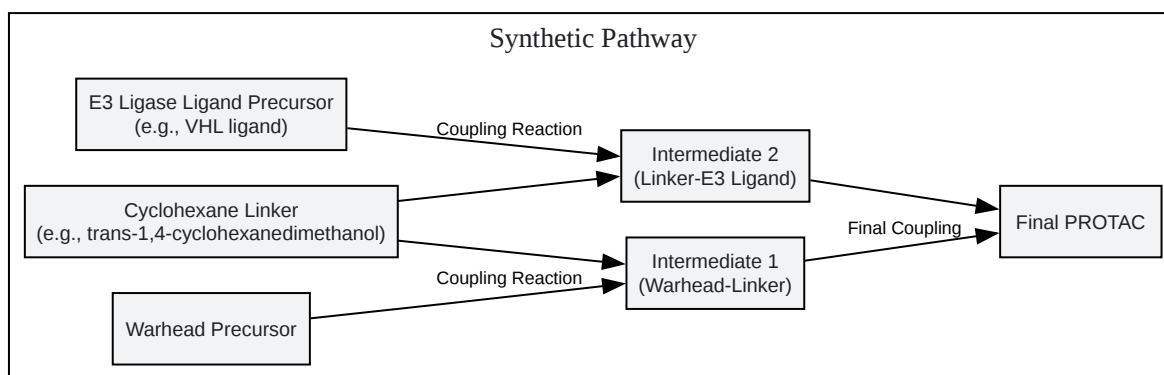 Synthetic Pathway
E3 Ligase Ligand Precursor
(e.g., VHL ligand)
Coupling Reaction
Intermediate 2
(Linker-E3 Ligand)
Cyclohexane Linker
(e.g., trans-1,4-cyclohexanedimethanol)
Final PROTAC
Final Coupling
Coupling Reaction
Intermediate 1
(Warhead-Linker)
Warhead Precursor